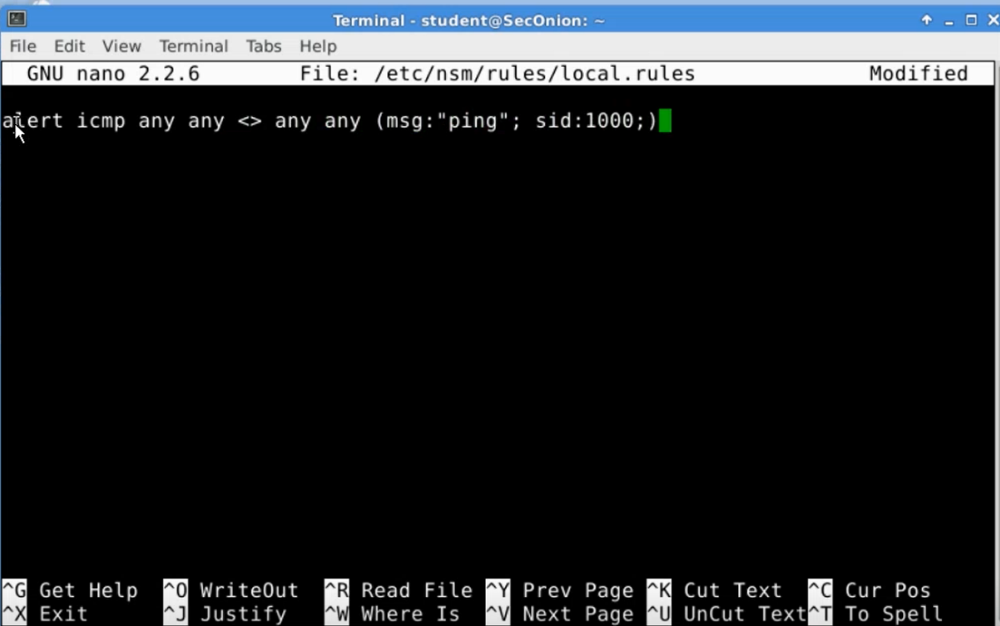 Terminal - student@SecOnion: ~
File Edit View Terminal Tabs Help
GNU nano 2.2.6 File: /etc/nsm/rules/local.rules Modified
alert icmp any any <> any any (msg:"ping"; sid:1000;)
^G Get Help ^O WriteOut ^R Read File ^Y Prev Page ^K Cut Text ^C Cur Pos
^X Exit ^J Justify ^W Where Is ^V Next Page ^U UnCut Text^T To Spell